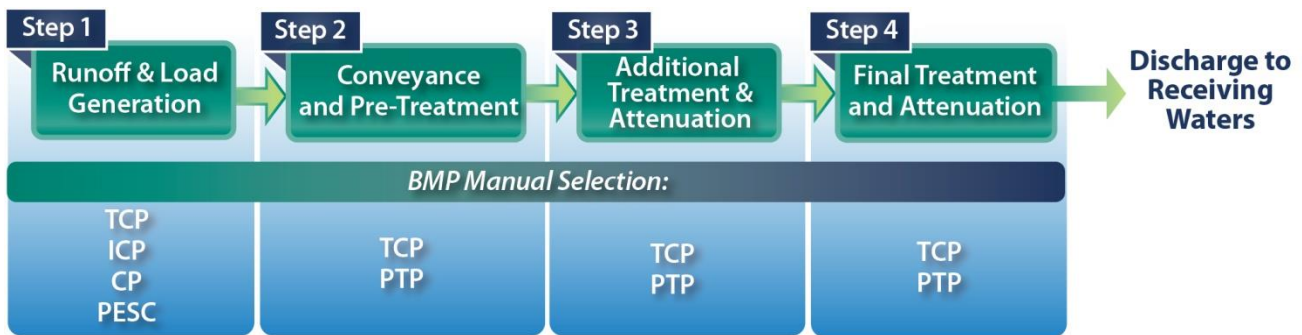 Step 1
Runoff & Load
Generation
Step 2
Conveyance
and Pre-Treatment
Step 3
Additional
Treatment &
Attenuation
Step 4
Final Treatment
and Attenuation
Discharge to
Receiving
Waters
BMP Manual Selection:
TCP
ICP
CP
PESC
TCP
PTP
TCP
PTP
TCP
PTP